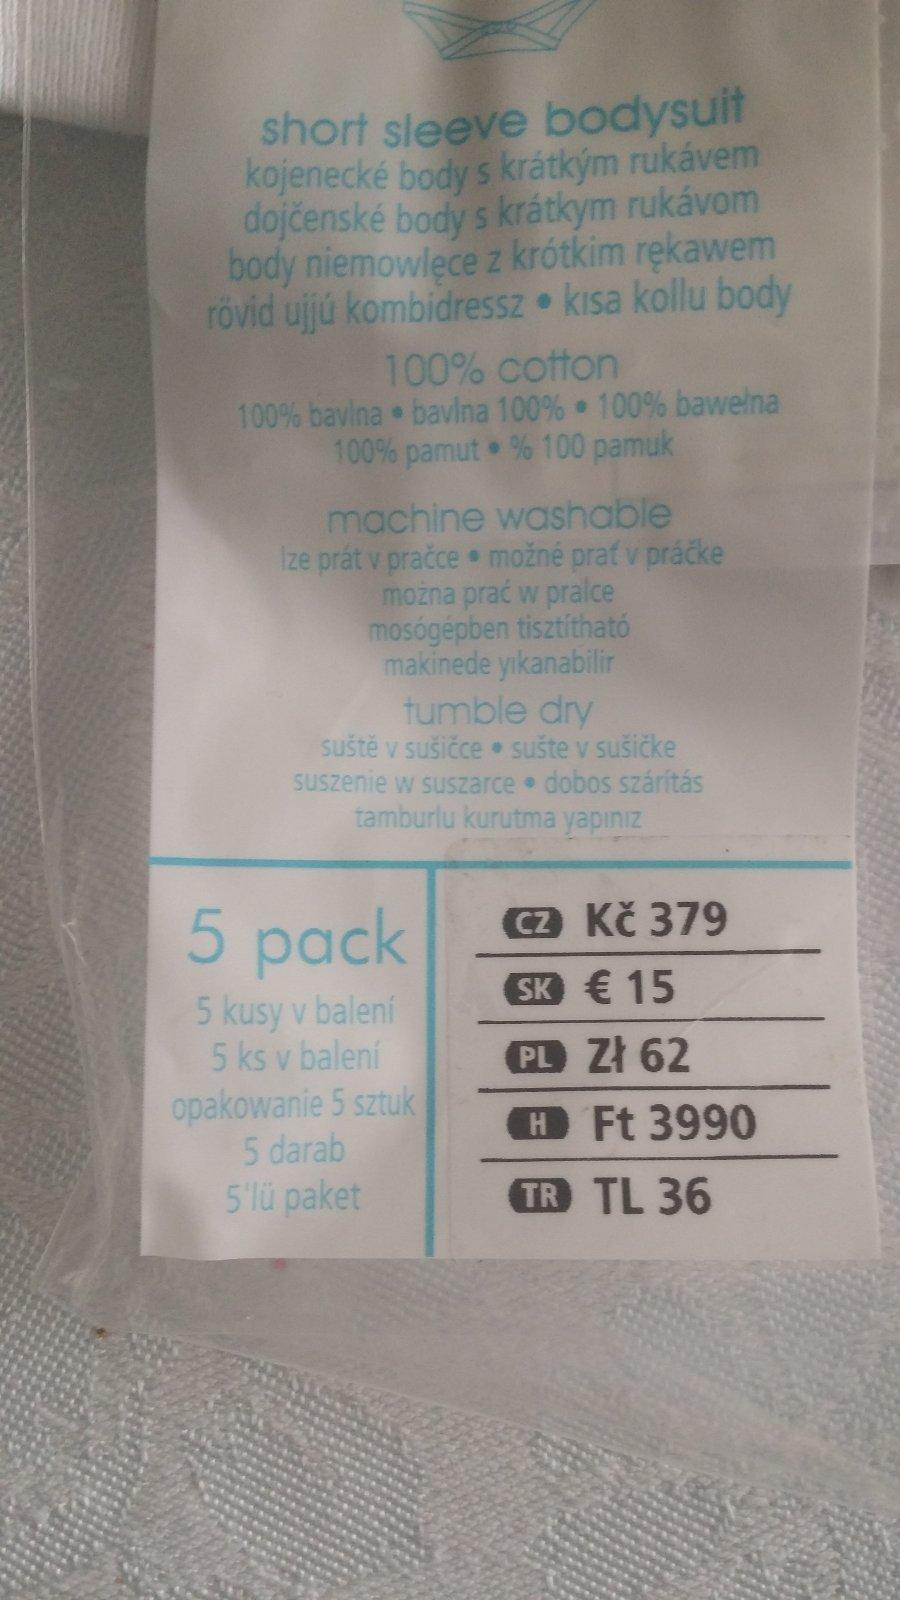 short sleeve bodysuit
kojenecké body s krátkým rukávem
dojčenské body s krátkym rukávom
body niemowlęce z krótkim rękawem
rövid ujjú kombidressz • kısa kollu body
100% cotton
100% bavlna • bavlna 100% • 100% bawełna
100% pamut • % 100 pamuk
machine washable
lze prát v pračce • možné prať v práčke
można prać w pralce
mosógépben tisztítható
makinede yıkanabilir
tumble dry
suště v sušičce • sušte v sušičke
suszenie w suszarce • dobos szárítás
tamburlu kurutma yapınız
5 pack
5 kusy v balení
5 ks v balení
opakowanie 5 sztuk
5 darab
5'lü paket
CZ Kč 379
SK € 15
PL Zł 62
H Ft 3990
TR TL 36